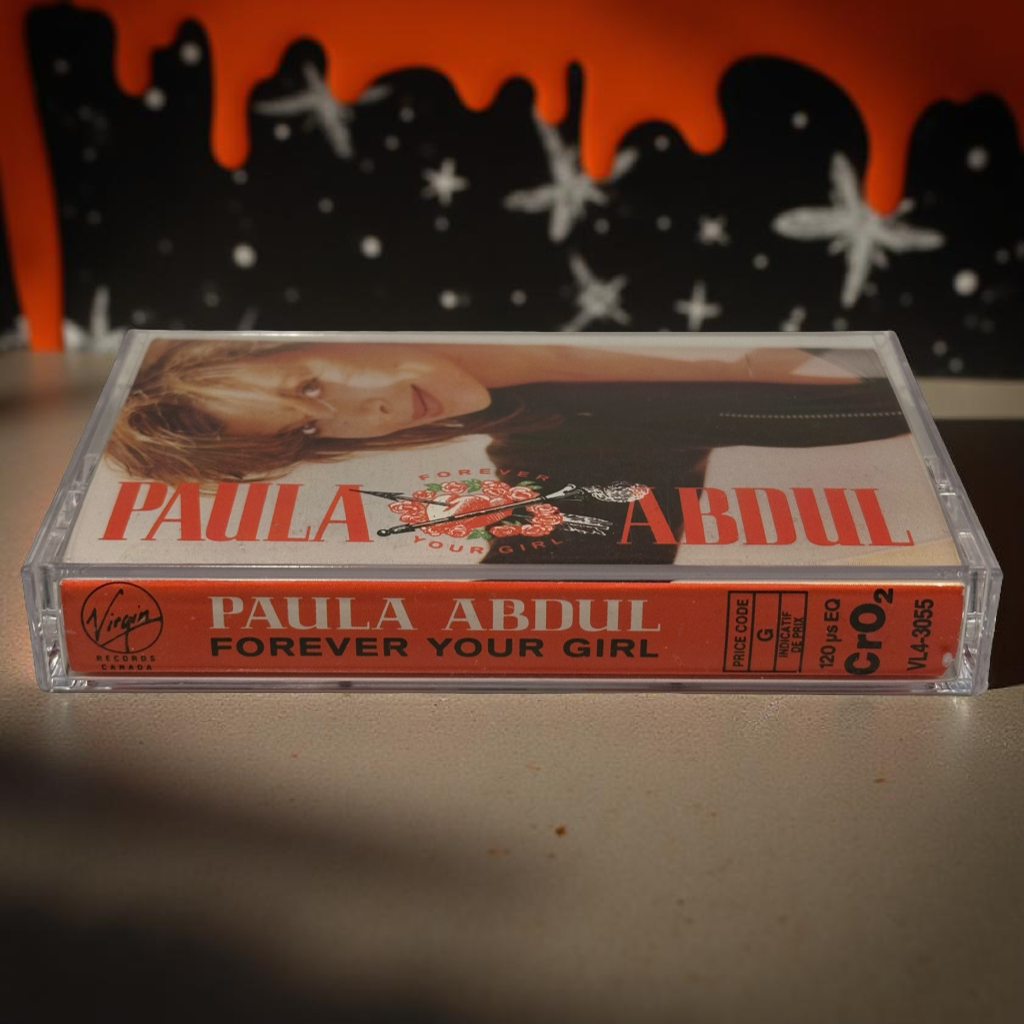 PAULA ABDUL
FOREVER
YOUR GIRL
Virgin
RECORDS
CANADA
PAULA ABDUL
FOREVER YOUR GIRL
PRICE CODE
G
INDICATIF
DE PRIX
120 µs EQ
CrO₂
VL4-3055